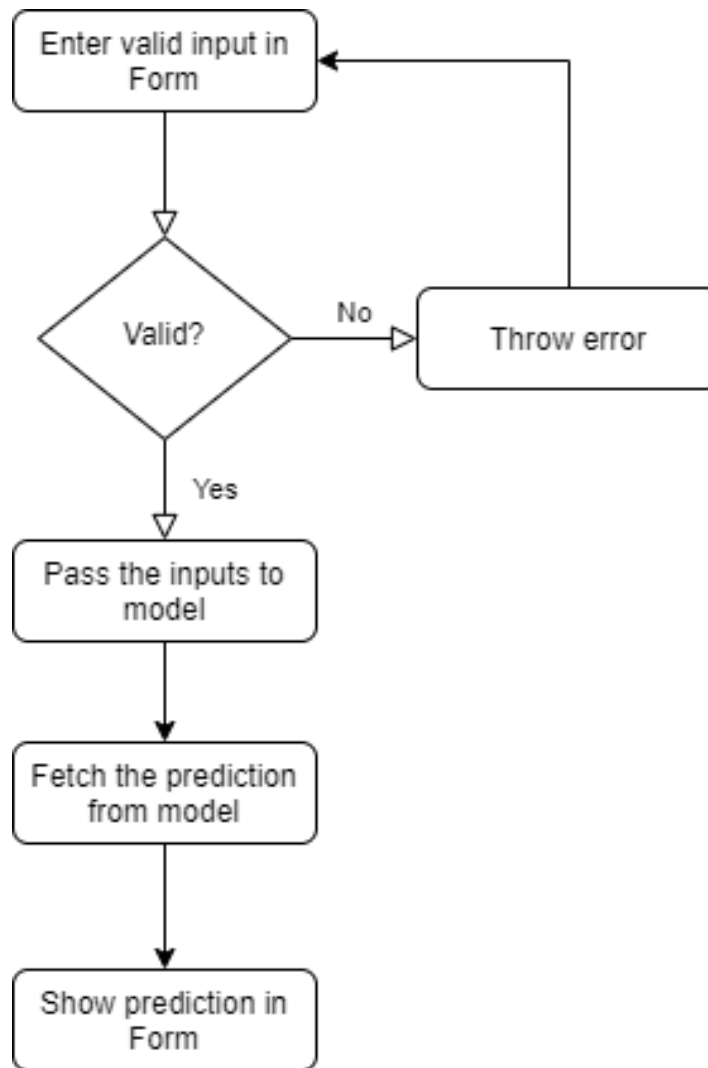 Enter valid input in
Form
Valid?
No
Throw error
Yes
Pass the inputs to
model
Fetch the prediction
from model
Show prediction in
Form